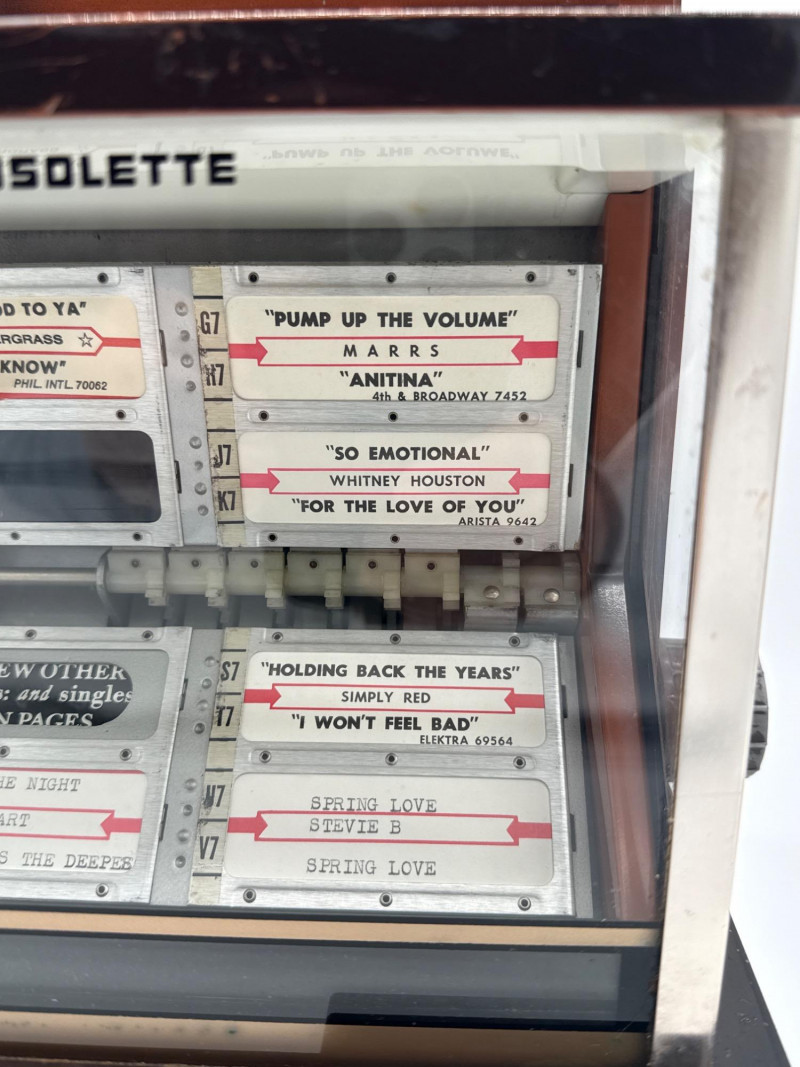 SOLETTE
"PUMP UP THE VOLUME"
D TO YA"
ERGRASS
KNOW"
PHIL. INTL. 70062
G7
H7
"PUMP UP THE VOLUME"
M A R R S
"ANITINA"
4th & BROADWAY 7452
J7
K7
"SO EMOTIONAL"
WHITNEY HOUSTON
"FOR THE LOVE OF YOU"
ARISTA 9642
EW OTHER
s: and singles
N PAGES
S7
T7
"HOLDING BACK THE YEARS"
SIMPLY RED
"I WON'T FEEL BAD"
ELEKTRA 69564
HE NIGHT
ART
S THE DEEPES
U7
V7
SPRING LOVE
STEVIE B
SPRING LOVE